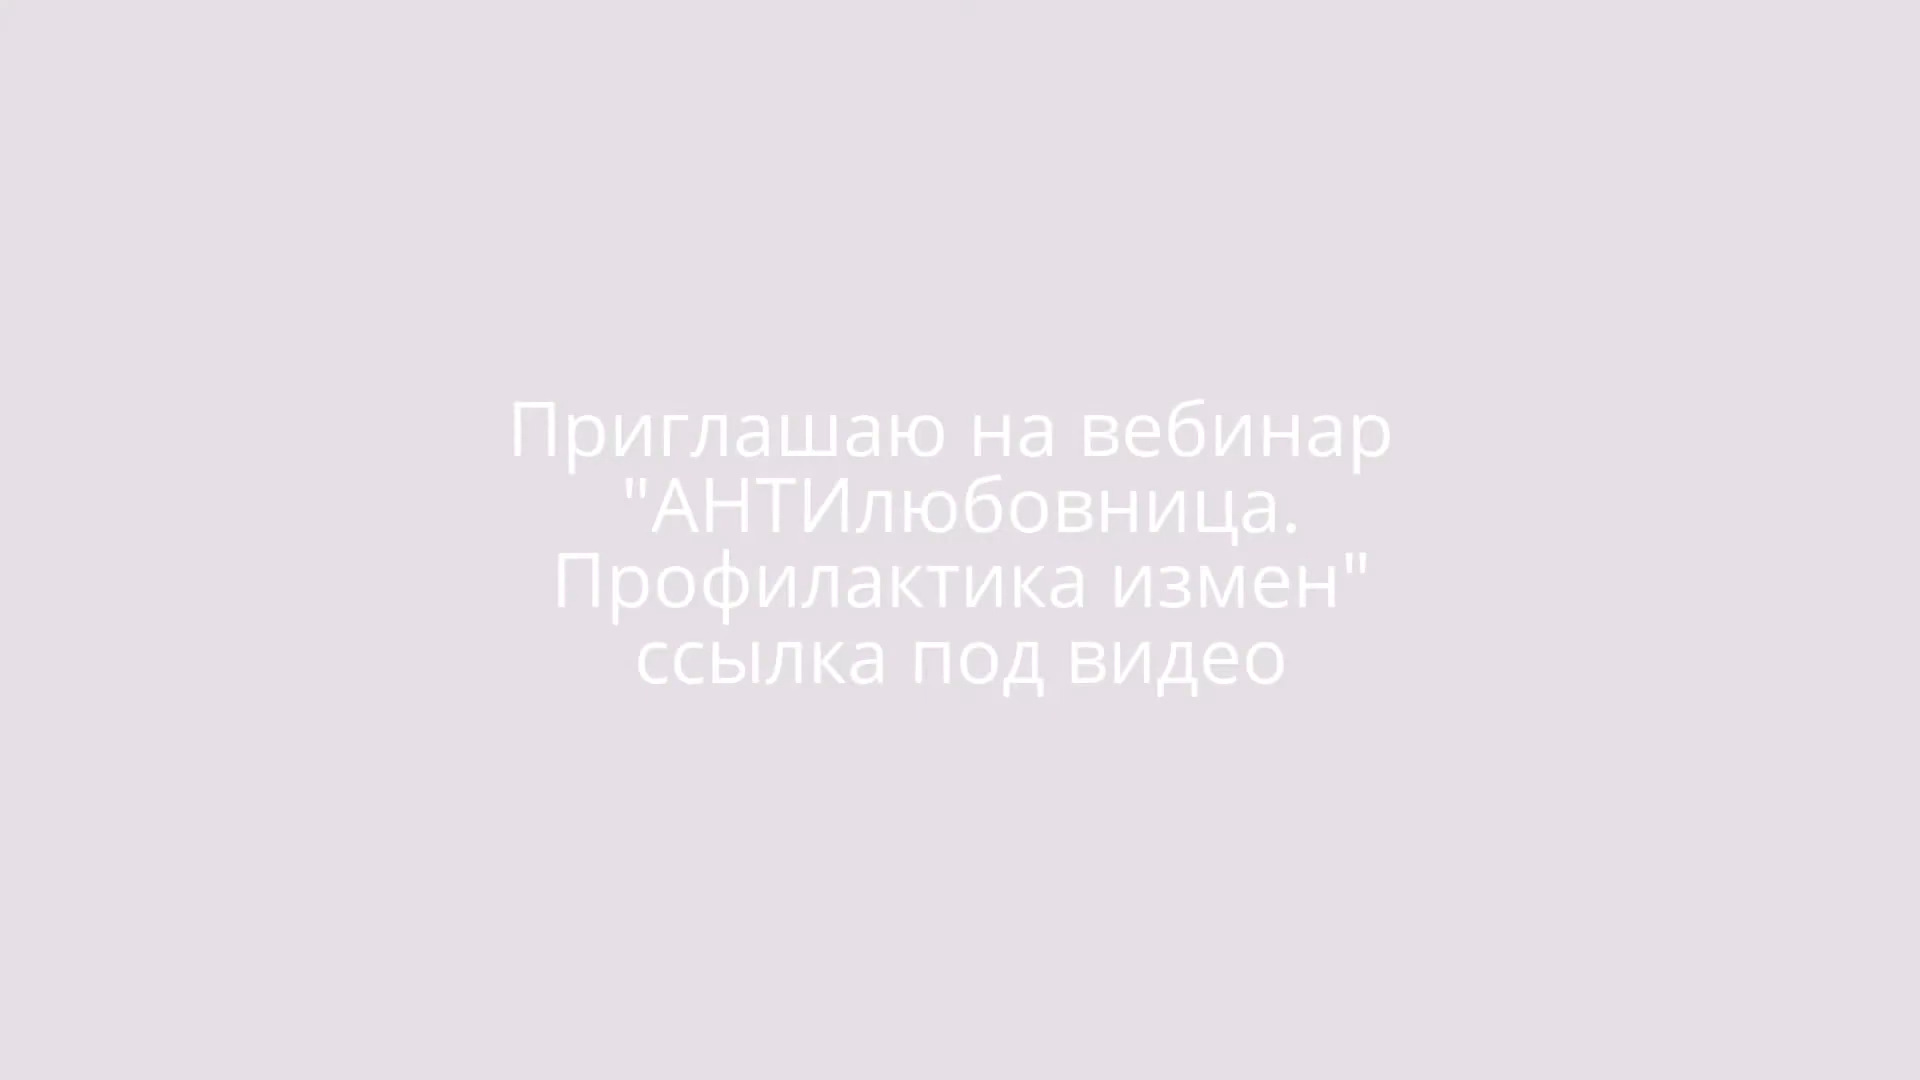 Приглашаю на вебинар
"АНТИлюбовница.
Профилактика измен"
ссылка под видео